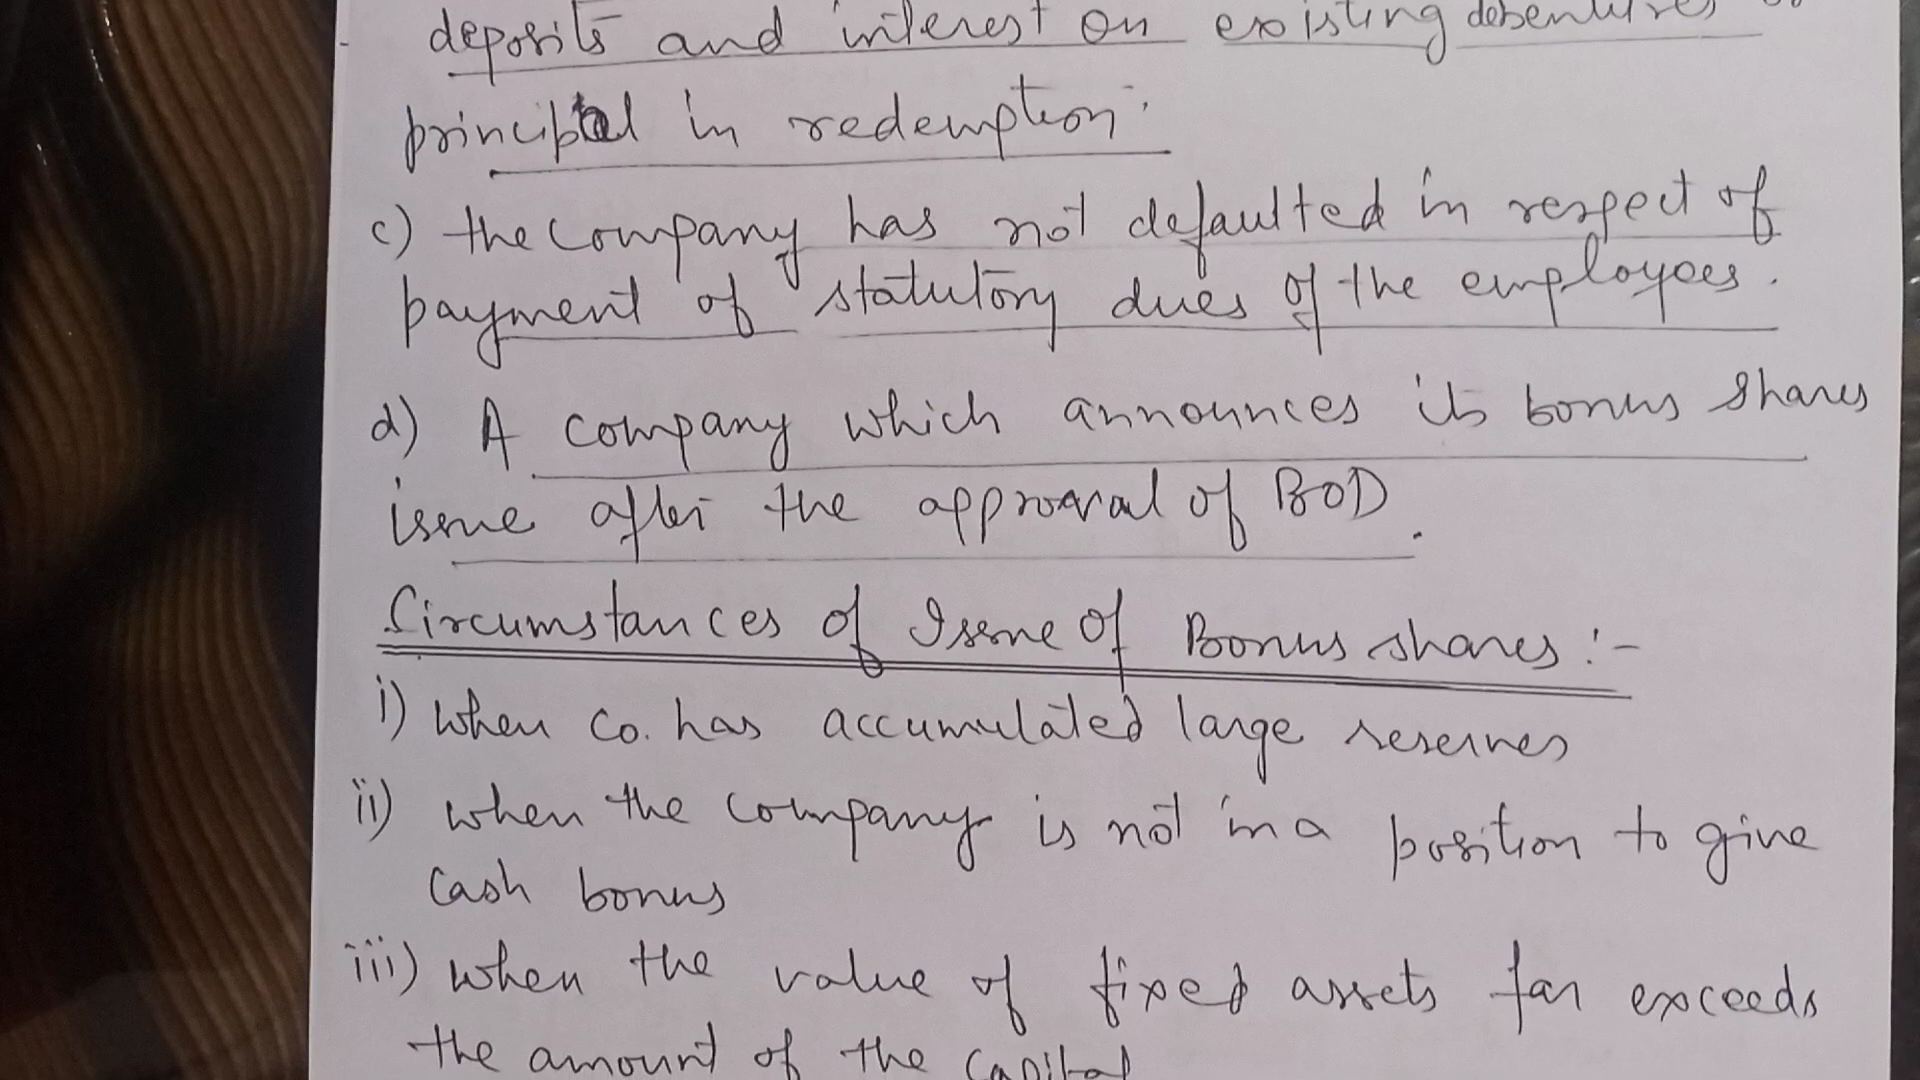 deposits and interest on existing debentures
principal in redemption.
c) the company has not defaulted in respect of
payment of statutory dues of the employees.
d) A company which announces its bonus shares
issue after the approval of BOD.
Circumstances of Issue Of Bonus shares :-
i) when co. has accumulated large reserves
ii) when the company is not in a position to give
cash bonus
iii) when the value of fixed assets far exceeds
the amount of the capital